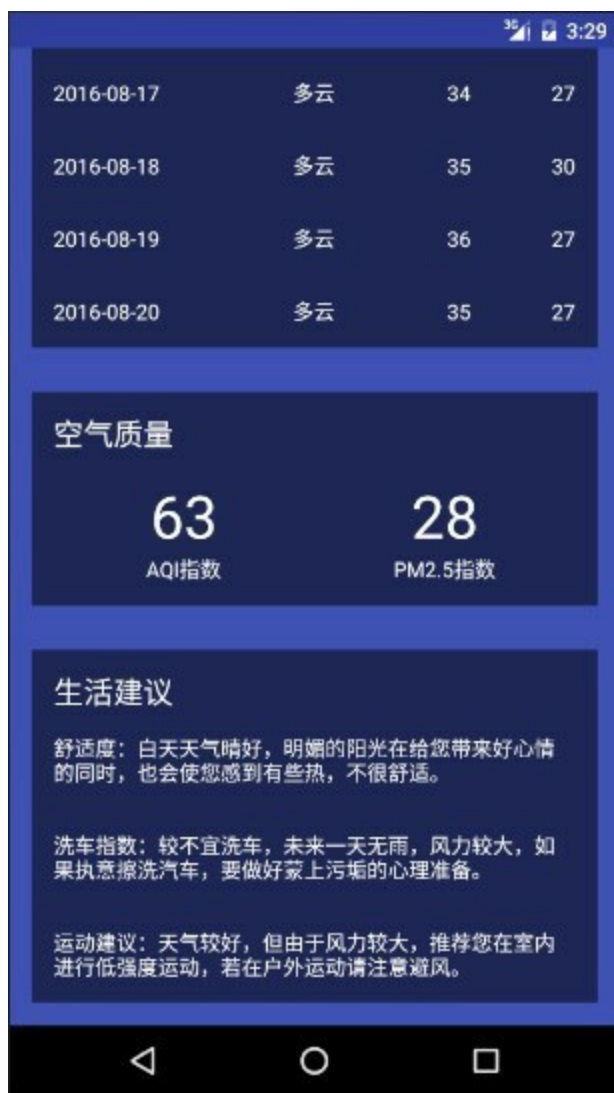 3G 3:29
2016-08-17 多云 34 27
2016-08-18 多云 35 30
2016-08-19 多云 36 27
2016-08-20 多云 35 27
空气质量
63 28
AQI指数 PM2.5指数
生活建议
舒适度：白天天气晴好，明媚的阳光在给您带来好心情
的同时，也会使您感到有些热，不很舒适。
洗车指数：较不宜洗车，未来一天无雨，风力较大，如
果执意擦洗汽车，要做好蒙上污垢的心理准备。
运动建议：天气较好，但由于风力较大，推荐您在室内
进行低强度运动，若在户外运动请注意避风。